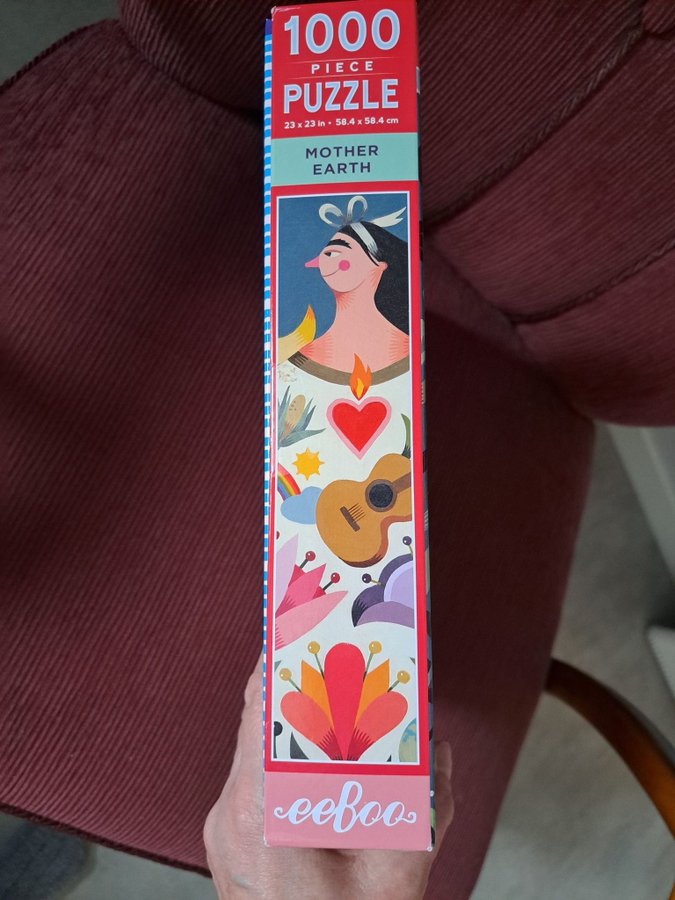 1000
PIECE
PUZZLE
23 x 23 in • 58.4 x 58.4 cm
MOTHER
EARTH
eeBoo